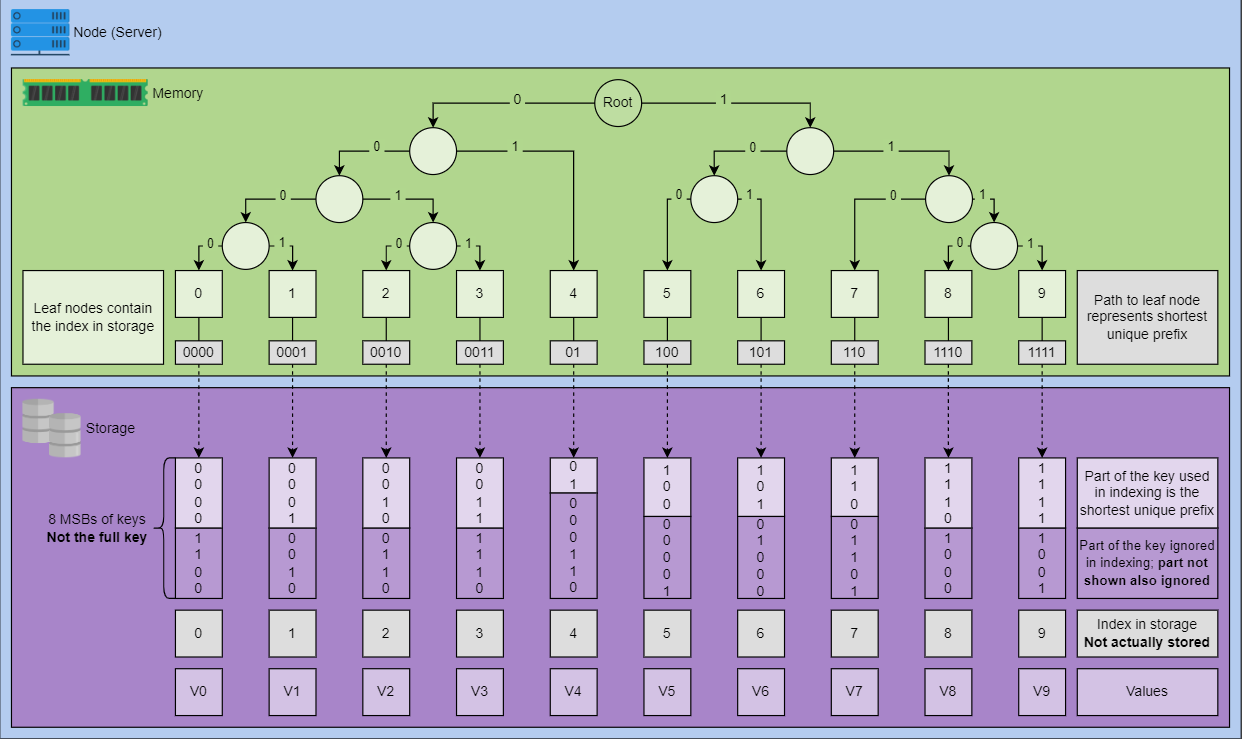 Node (Server)
Memory
Root
0 1
0 1 0 1
0 1 0 1 0 1
0 1 0 1 0 1
Leaf nodes contain
the index in storage
0 1 2 3 4 5 6 7 8 9
Path to leaf node
represents shortest
unique prefix
0000 0001 0010 0011 01 100 101 110 1110 1111
Storage
8 MSBs of keys
Not the full key
0 0 0 0 0 1 1 1 1 1
0 0 0 0 1 0 0 1 1 1
0 0 1 1 0 0 1 0 1 1
0 1 0 1 0 0 0 0 0 1
1 0 0 1 0 0 0 1 1 1
1 0 1 1 1 0 0 1 0 0
0 1 1 1 1 0 0 0 0 0
0 0 0 0 0 1 0 1 0 1
Part of the key used
in indexing is the
shortest unique prefix
Part of the key ignored
in indexing; part not
shown also ignored
0 1 2 3 4 5 6 7 8 9
Index in storage
Not actually stored
V0 V1 V2 V3 V4 V5 V6 V7 V8 V9
Values